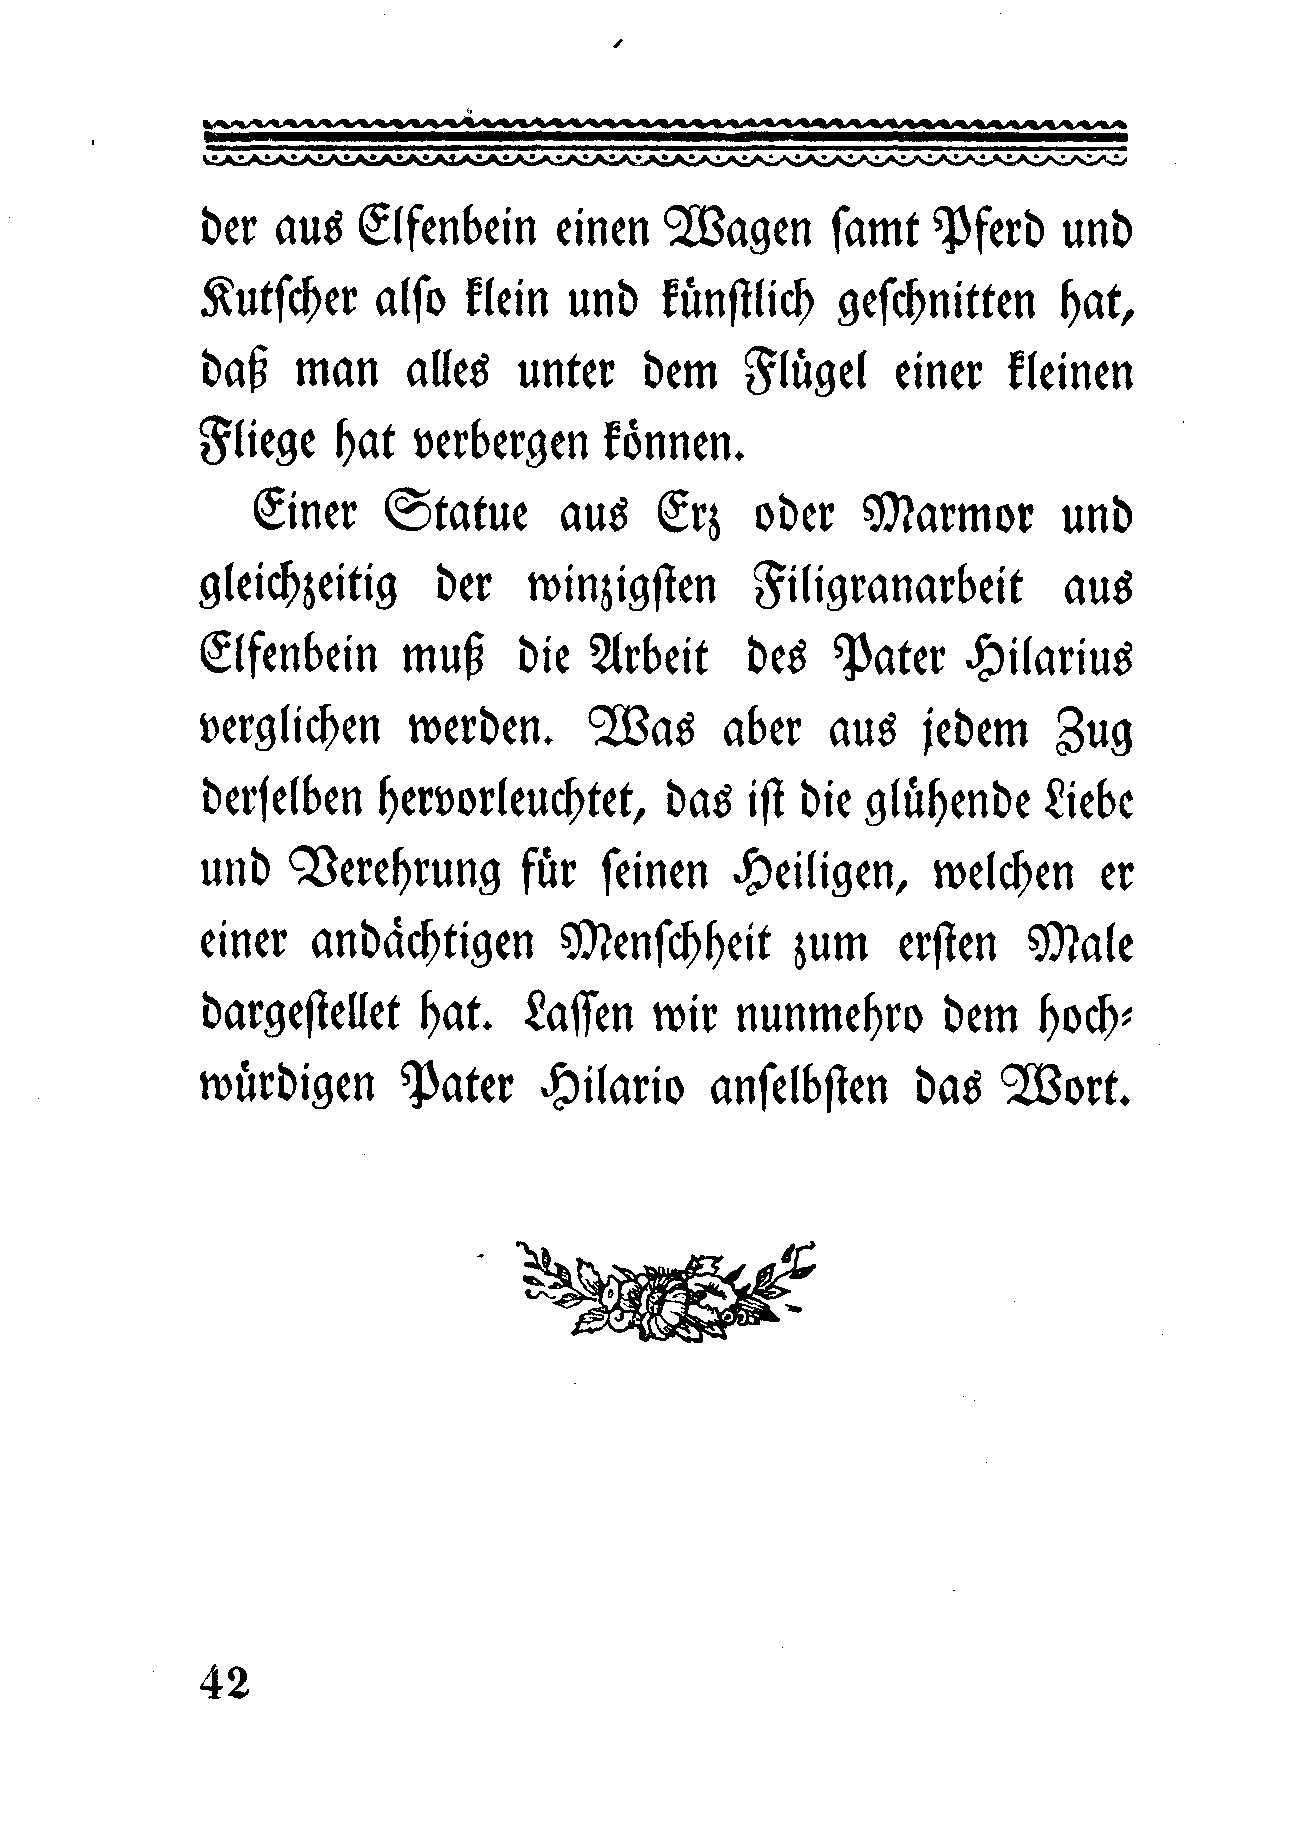 der aus Elfenbein einen Wagen samt Pferd und
Kutscher also klein und künstlich geschnitten hat,
daß man alles unter dem Flügel einer kleinen
Fliege hat verbergen können.
Einer Statue aus Erz oder Marmor und
gleichzeitig der winzigsten Filigranarbeit aus
Elfenbein muß die Arbeit des Pater Hilarius
verglichen werden. Was aber aus jedem Zug
derselben hervorleuchtet, das ist die glühende Liebe
und Verehrung für seinen Heiligen, welchen er
einer andächtigen Menschheit zum ersten Male
dargestellet hat. Lassen wir nunmehro dem hoch-
würdigen Pater Hilario anselbsten das Wort.
42